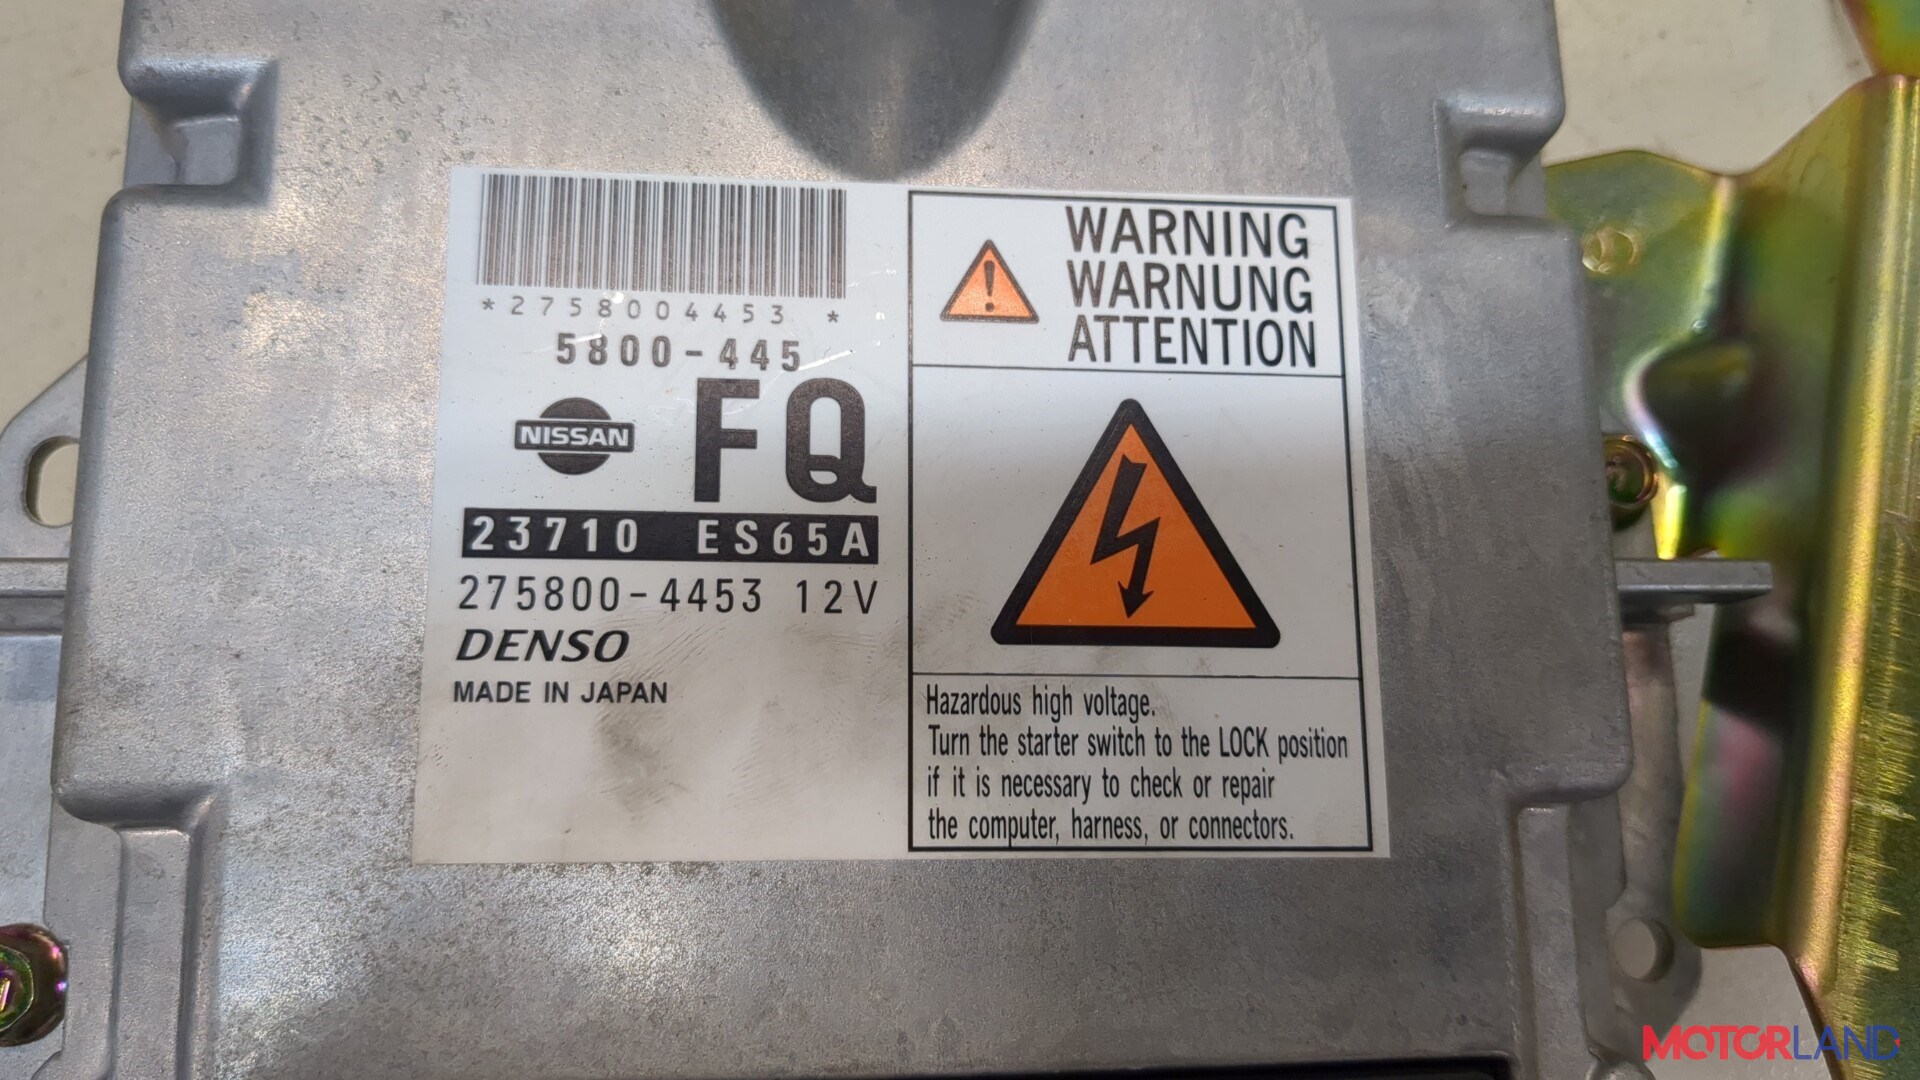 *2758004453 *
5800-445
NISSAN
FQ
23710 ES65A
275800-4453 12V
DENSO
MADE IN JAPAN
WARNING
WARNUNG
ATTENTION
Hazardous high voltage.
Turn the starter switch to the LOCK position
if it is necessary to check or repair
the computer, harness, or connectors.
MOTORLAND